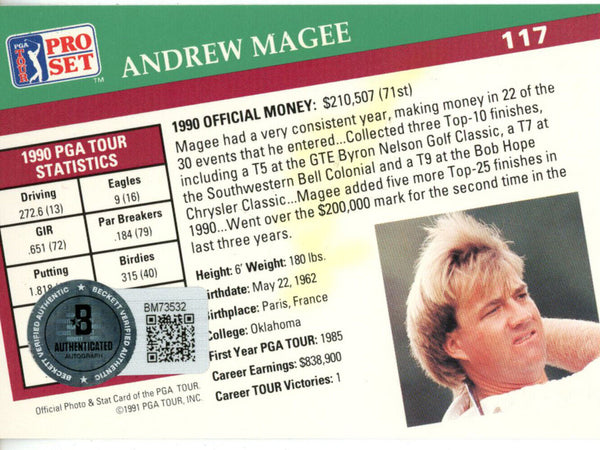 PGA TOUR
PRO SET
TM
ANDREW MAGEE
117
1990 OFFICIAL MONEY: $210,507 (71st)
Magee had a very consistent year, making money in 22 of the
30 events that he entered...Collected three Top-10 finishes,
including a T5 at the GTE Byron Nelson Golf Classic, a T7 at
the Southwestern Bell Colonial and a T9 at the Bob Hope
Chrysler Classic...Magee added five more Top-25 finishes in
1990...Went over the $200,000 mark for the second time in the
last three years.
1990 PGA TOUR
STATISTICS
Driving
272.6 (13)
Eagles
9 (16)
GIR
.651 (72)
Par Breakers
.184 (79)
Putting
Birdies
315 (40)
Height: 6' Weight: 180 lbs.
Birthdate: May 22, 1962
Birthplace: Paris, France
College: Oklahoma
First Year PGA TOUR: 1985
Career Earnings: $838,900
Career TOUR Victories: 1
BECKETT VERIFIED AUTHENTIC
BECKETT VERIFIED AUTHENTIC
B
AUTHENTICATED
AUTOGRAPH
BM73532
Official Photo & Stat Card of the PGA TOUR.
©1991 PGA TOUR, INC.